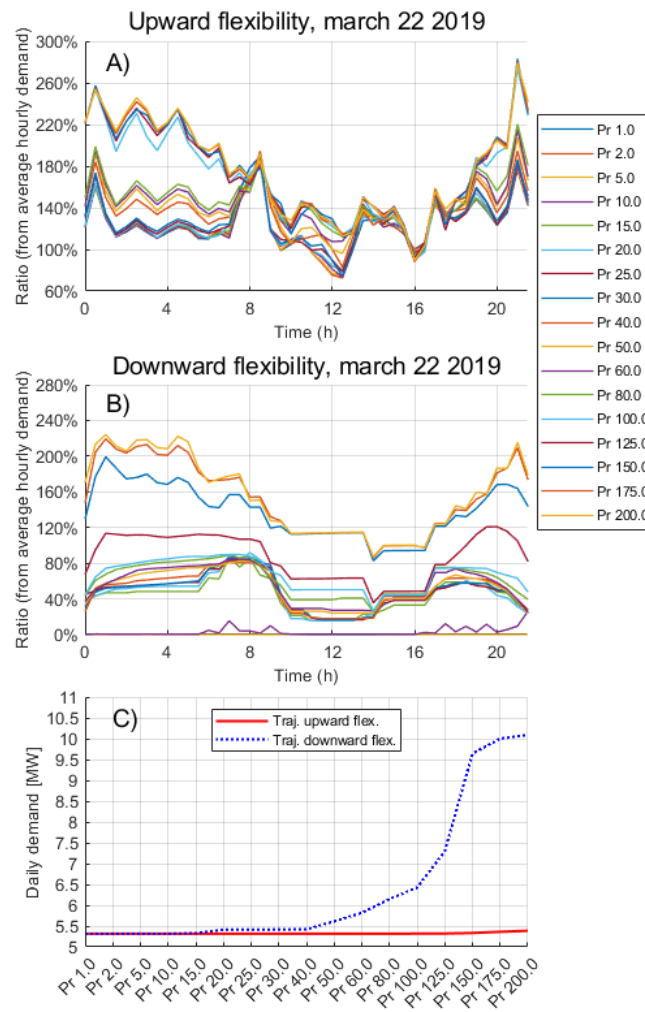 Upward flexibility, march 22 2019
A)
300%
260%
220%
180%
140%
100%
60%
Ratio (from average hourly demand)
0 4 8 12 16 20
Time (h)
Pr 1.0
Pr 2.0
Pr 5.0
Pr 10.0
Pr 15.0
Pr 20.0
Pr 25.0
Pr 30.0
Pr 40.0
Pr 50.0
Pr 60.0
Pr 80.0
Pr 100.0
Pr 125.0
Pr 150.0
Pr 175.0
Pr 200.0
Downward flexibility, march 22 2019
B)
280%
240%
200%
160%
120%
80%
40%
0%
Ratio (from average hourly demand)
0 4 8 12 16 20
Time (h)
C)
Traj. upward flex.
Traj. downward flex.
11
10.5
10
9.5
9
8.5
8
7.5
7
6.5
6
5.5
5
Daily demand [MW]
Pr 1.0
Pr 2.0
Pr 5.0
Pr 10.0
Pr 15.0
Pr 20.0
Pr 25.0
Pr 30.0
Pr 40.0
Pr 50.0
Pr 60.0
Pr 80.0
Pr 100.0
Pr 125.0
Pr 150.0
Pr 175.0
Pr 200.0